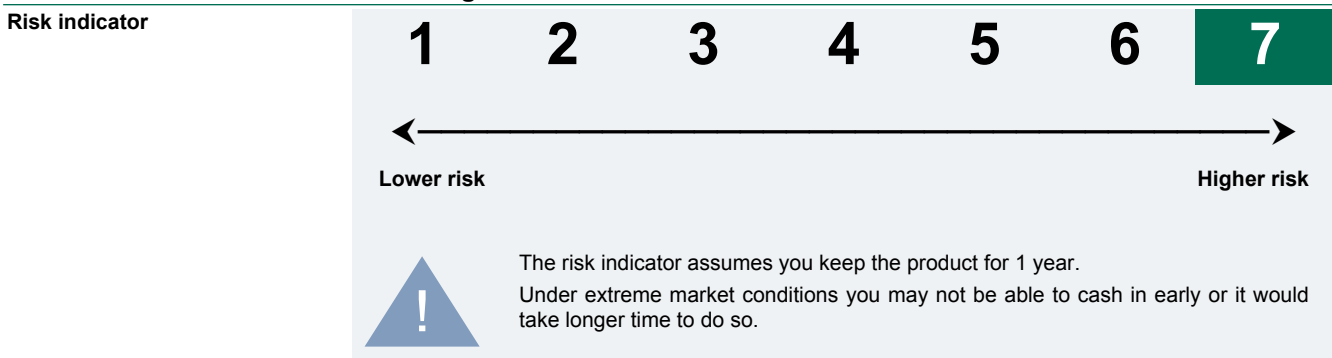 Risk indicator
1 2 3 4 5 6 7
Lower risk Higher risk
!
The risk indicator assumes you keep the product for 1 year.
Under extreme market conditions you may not be able to cash in early or it would
take longer time to do so.